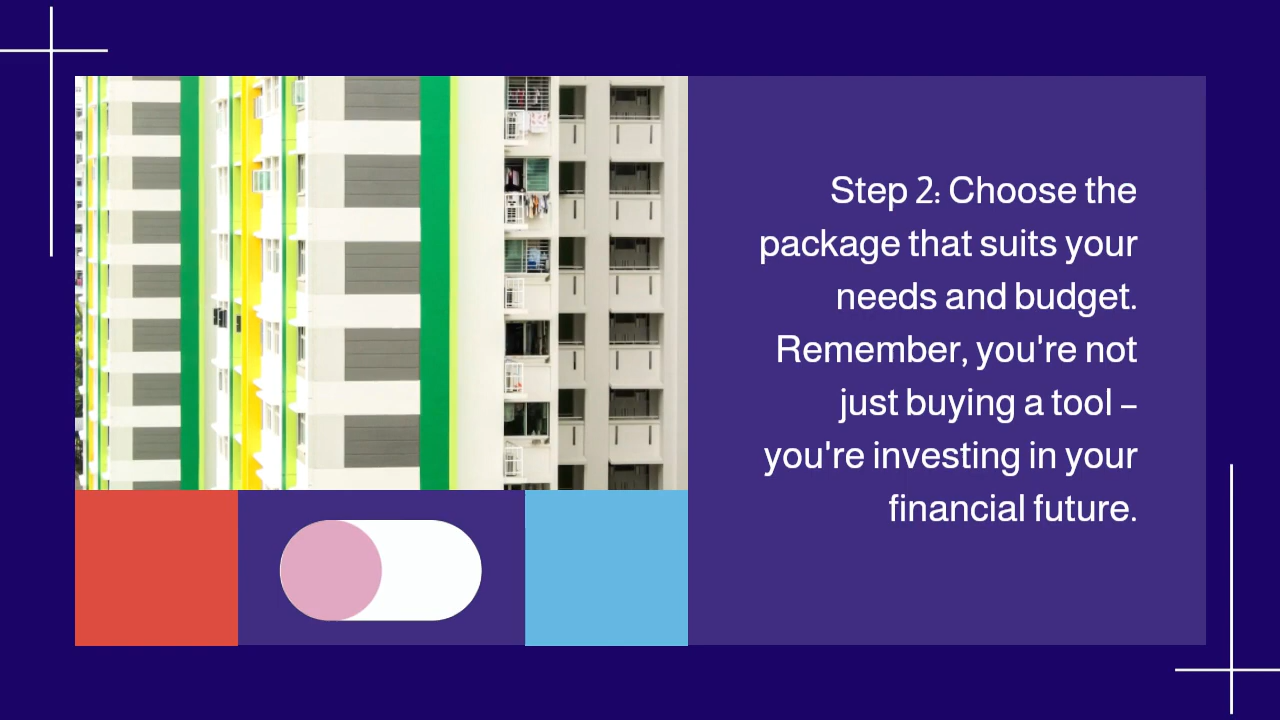 Step 2: Choose the
package that suits your
needs and budget.
Remember, you're not
just buying a tool –
you're investing in your
financial future.